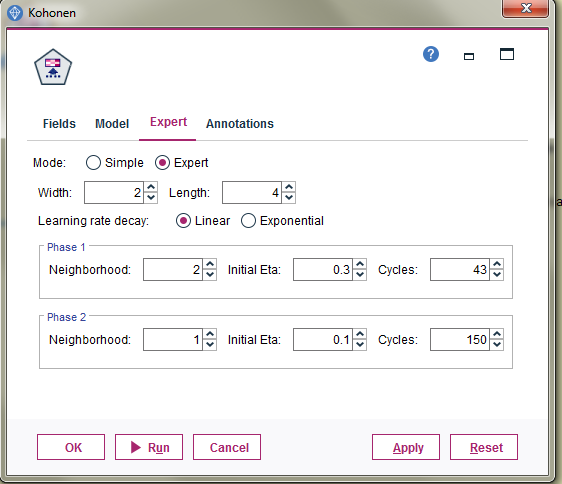 Kohonen
?
Fields Model Expert Annotations
Mode: Simple Expert
Width: 2 Length: 4
Learning rate decay: Linear Exponential
Phase 1
Neighborhood: 2 Initial Eta: 0.3 Cycles: 43
Phase 2
Neighborhood: 1 Initial Eta: 0.1 Cycles: 150
OK Run Cancel Apply Reset